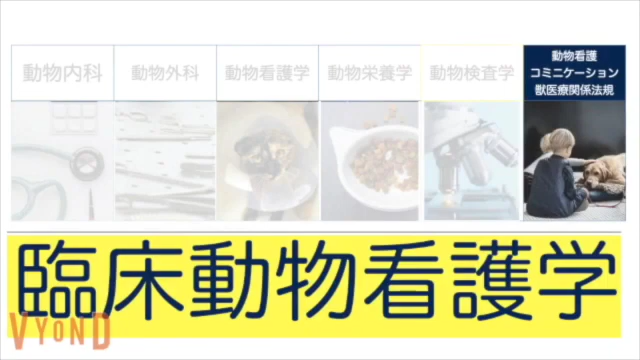 動物内科
動物外科
動物看護学
動物栄養学
動物検査学
動物看護
コミニケーション
獣医療関係法規
臨床動物看護学
VYOND